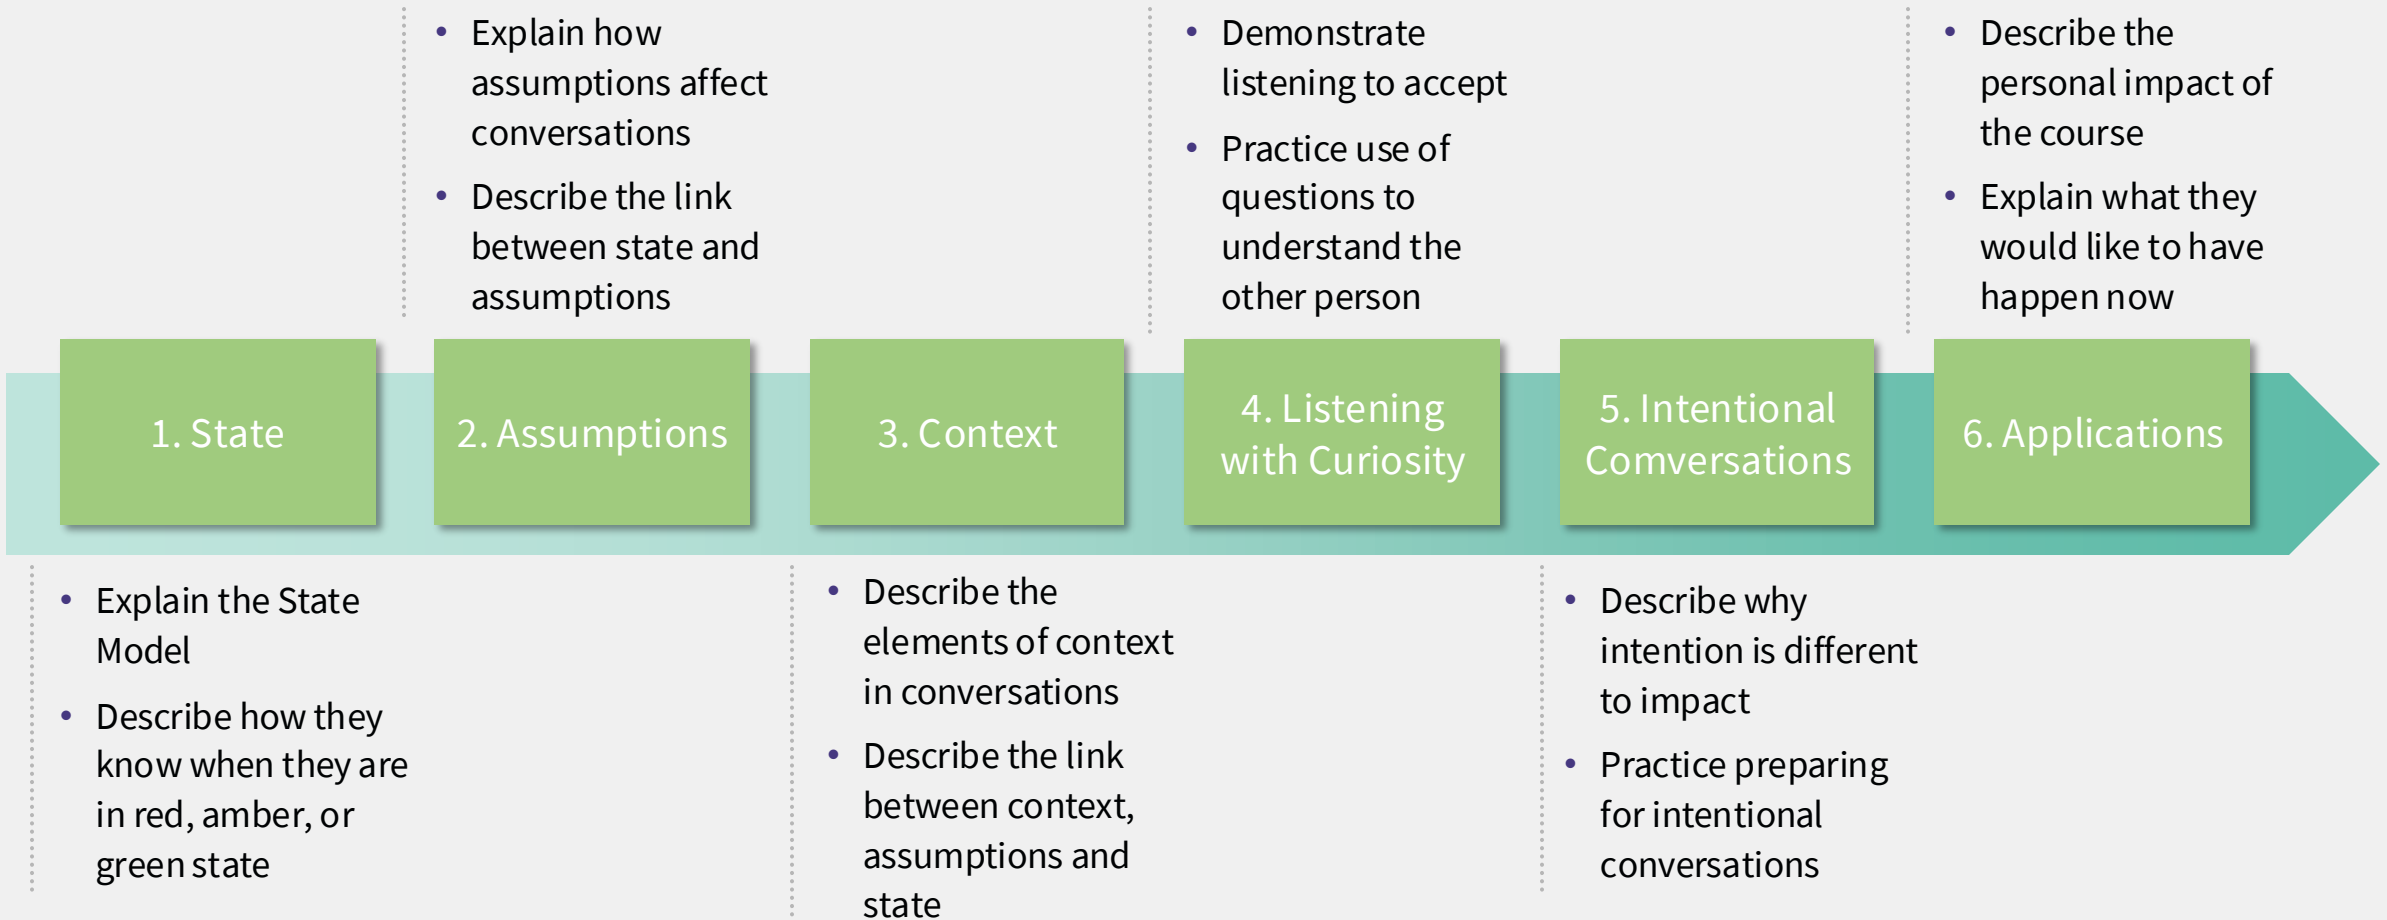 Explain how
assumptions affect
conversations
Describe the link
between state and
assumptions
Demonstrate
listening to accept
Practice use of
questions to
understand the
other person
Describe the
personal impact of
the course
Explain what they
would like to have
happen now
1. State
2. Assumptions
3. Context
4. Listening
with Curiosity
5. Intentional
Comversations
6. Applications
Explain the State
Model
Describe how they
know when they are
in red, amber, or
green state
Describe the
elements of context
in conversations
Describe the link
between context,
assumptions and
state
Describe why
intention is different
to impact
Practice preparing
for intentional
conversations